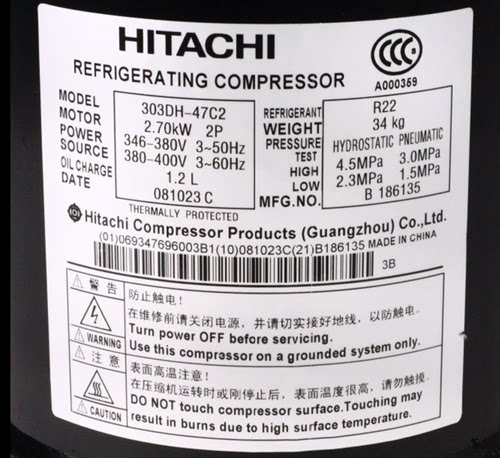 HITACHI
REFRIGERATING COMPRESSOR
CCC
A000359
MODEL 303DH-47C2
MOTOR 2.70kW 2P
POWER SOURCE 346-380V 3~50Hz
380-400V 3~60Hz
OIL CHARGE 1.2 L
DATE 081023 C
REFRIGERANT R22
WEIGHT 34 kg
PRESSURE TEST HYDROSTATIC PNEUMATIC
HIGH 4.5MPa 3.0MPa
LOW 2.3MPa 1.5MPa
MFG.NO. B 186135
THERMALLY PROTECTED
Hitachi Compressor Products (Guangzhou) Co.,Ltd.
(01)069347696003B1(10)081023C(21)B186135 MADE IN CHINA
3B
警告
WARNING
防止触电!
在维修前请关闭电源，并请切实接好地线，以防触电。
Turn power OFF before servicing.
Use this compressor on a grounded system only.
注意
CAUTION
表面高温注意!
在压缩机运转时或刚停止后，表面温度很高，请勿触摸.
DO NOT touch compressor surface.Touching may
result in burns due to high surface temperature.